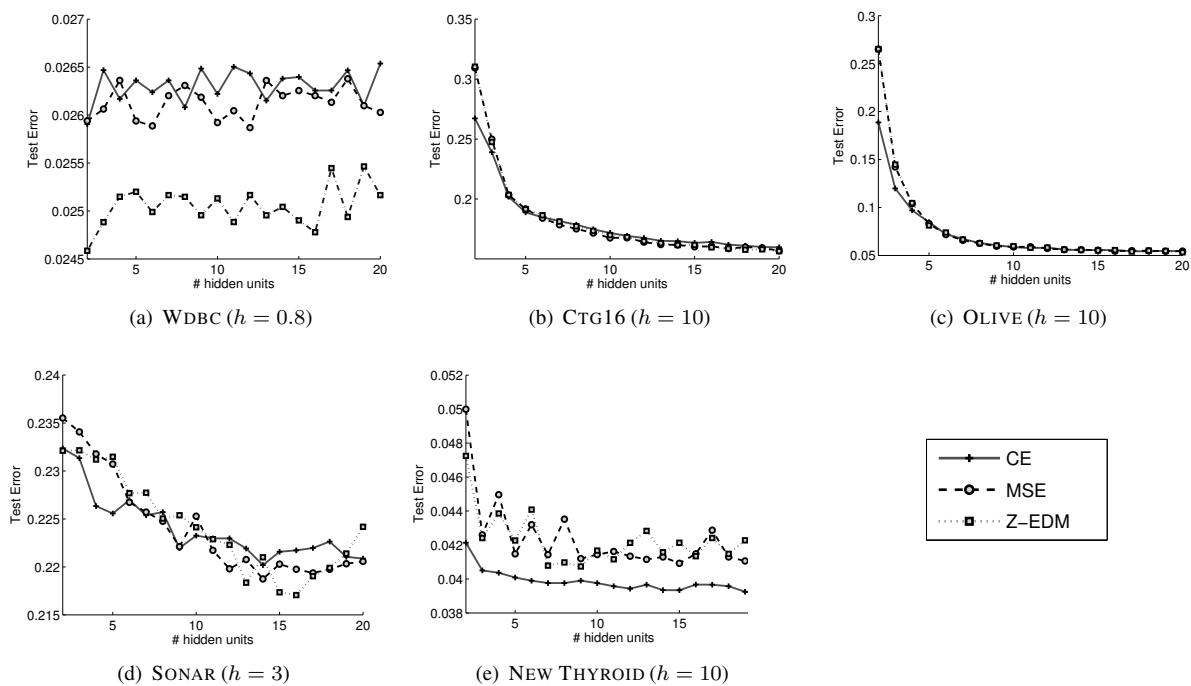 0.027
0.0265
0.026
0.0255
0.025
0.0245
Test Error
5 10 15 20
# hidden units
(a) WDBC (h = 0.8)
0.35
0.3
0.25
0.2
Test Error
5 10 15 20
# hidden units
(b) CTG16 (h = 10)
0.3
0.25
0.2
0.15
0.1
0.05
Test Error
5 10 15 20
# hidden units
(c) OLIVE (h = 10)
0.24
0.235
0.23
0.225
0.22
0.215
Test Error
5 10 15 20
# hidden units
(d) SONAR (h = 3)
0.052
0.05
0.048
0.046
0.044
0.042
0.04
0.038
Test Error
5 10 15
# hidden units
(e) NEW THYROID (h = 10)
CE
MSE
Z-EDM